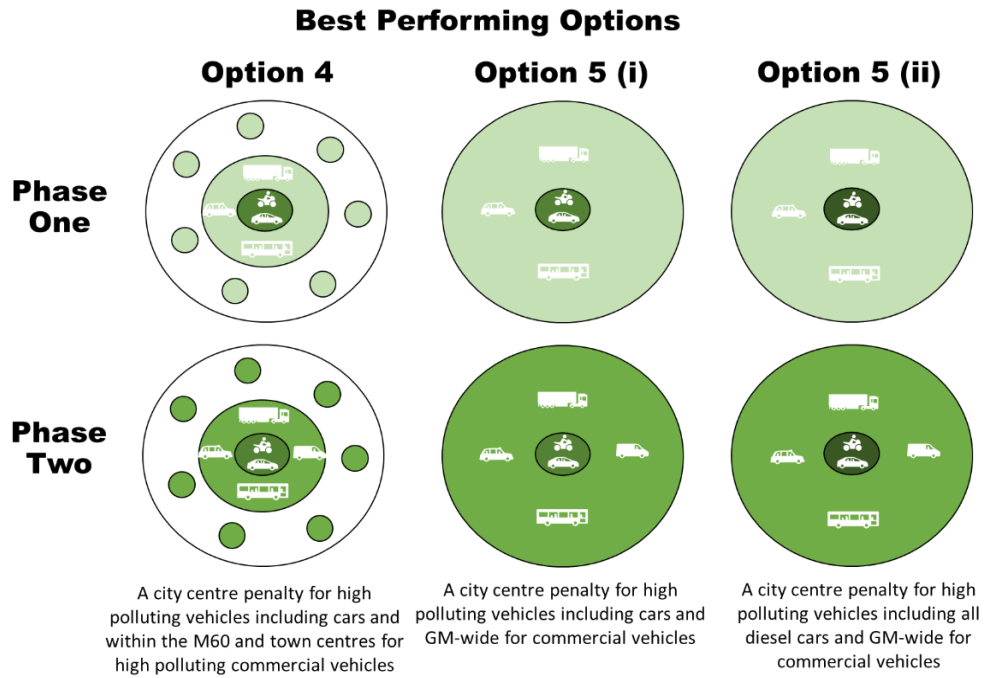 Best Performing Options
Option 4
Option 5 (i)
Option 5 (ii)
Phase
One
Phase
Two
A city centre penalty for high
polluting vehicles including cars and
within the M60 and town centres for
high polluting commercial vehicles
A city centre penalty for high
polluting vehicles including cars and
GM-wide for commercial vehicles
A city centre penalty for high
polluting vehicles including all
diesel cars and GM-wide for
commercial vehicles